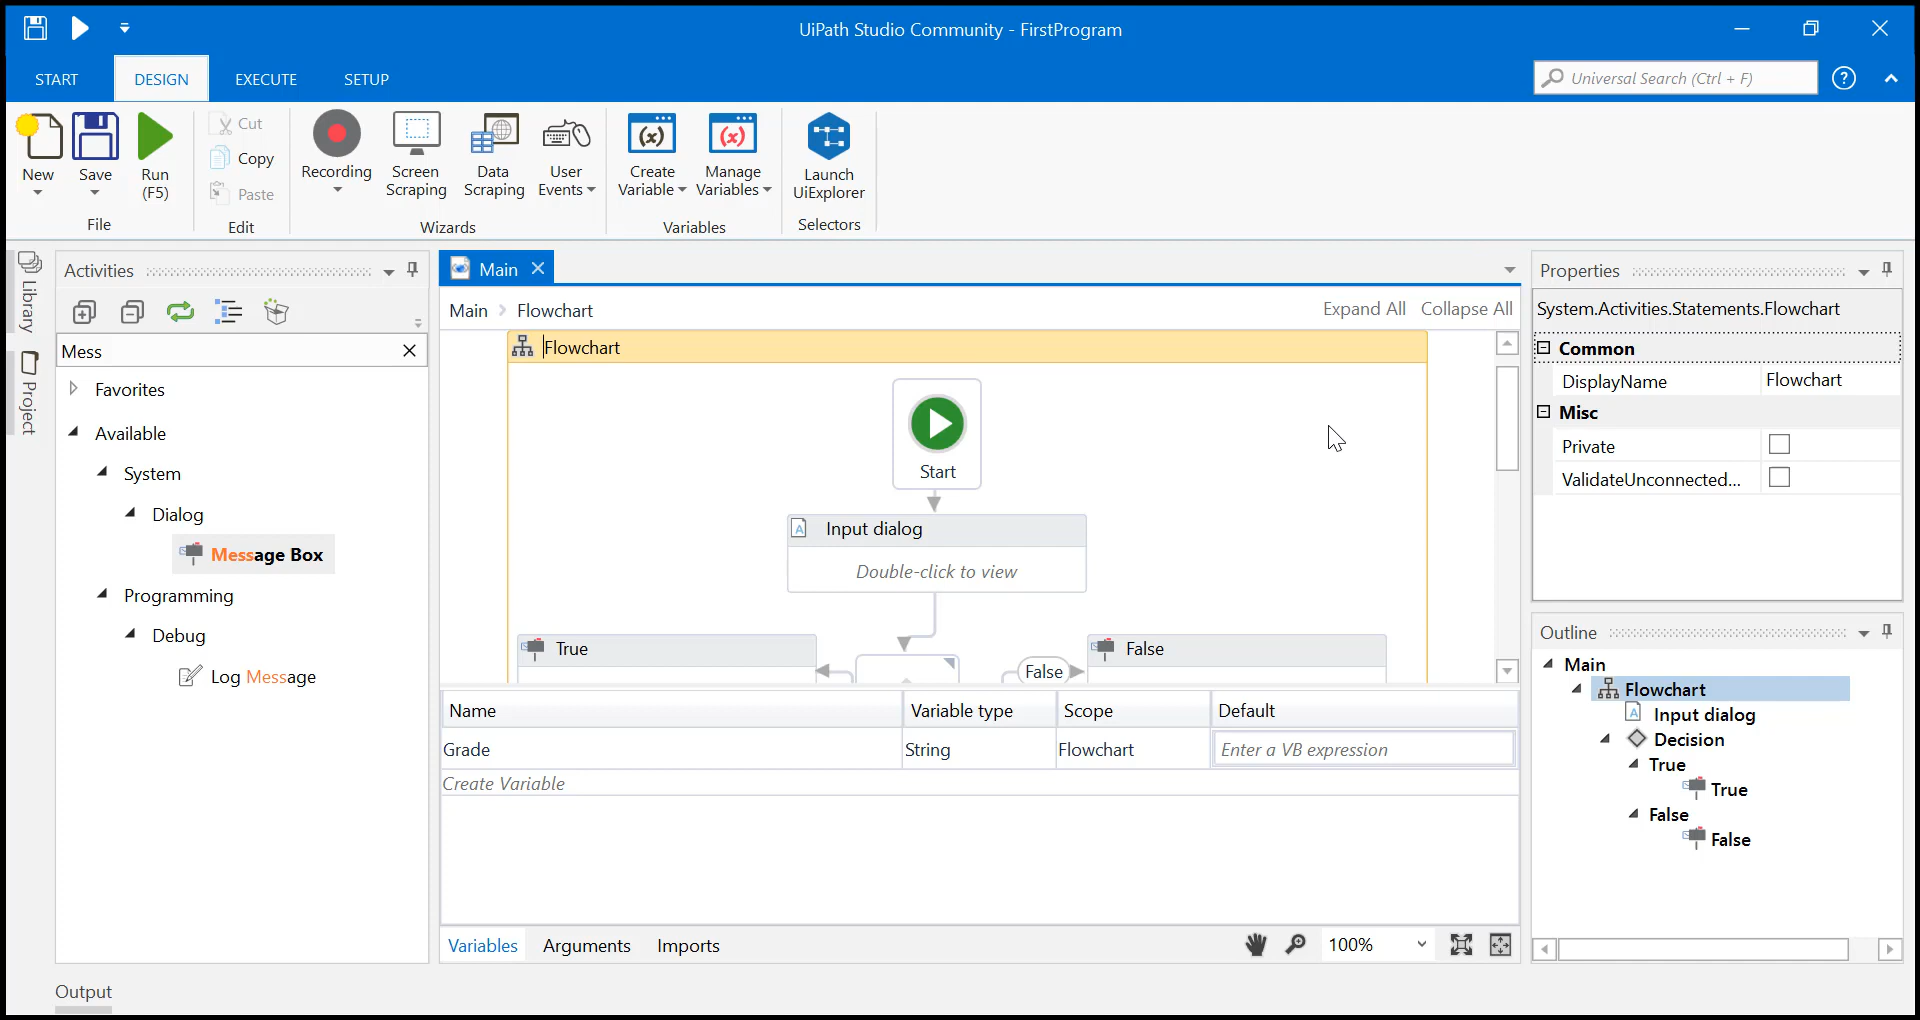 UiPath Studio Community - FirstProgram
START DESIGN EXECUTE SETUP
Universal Search (Ctrl + F)
?
New
Save
Run
(F5)
File
Cut
Copy
Paste
Edit
Recording
Screen
Scraping
Data
Scraping
User
Events
Wizards
(x)
Create
Variable
(x)
Manage
Variables
Variables
Launch
UiExplorer
Selectors
Library
Project
Activities
Mess
Favorites
Available
System
Dialog
Message Box
Programming
Debug
Log Message
Main
Main Flowchart
Expand All Collapse All
Flowchart
Start
A Input dialog
Double-click to view
True
False
False
Name Variable type Scope Default
Grade String Flowchart Enter a VB expression
Create Variable
Variables Arguments Imports
100%
Properties
System.Activities.Statements.Flowchart
Common
DisplayName Flowchart
Misc
Private
ValidateUnconnected...
Outline
Main
Flowchart
A Input dialog
Decision
True
True
False
False
Output